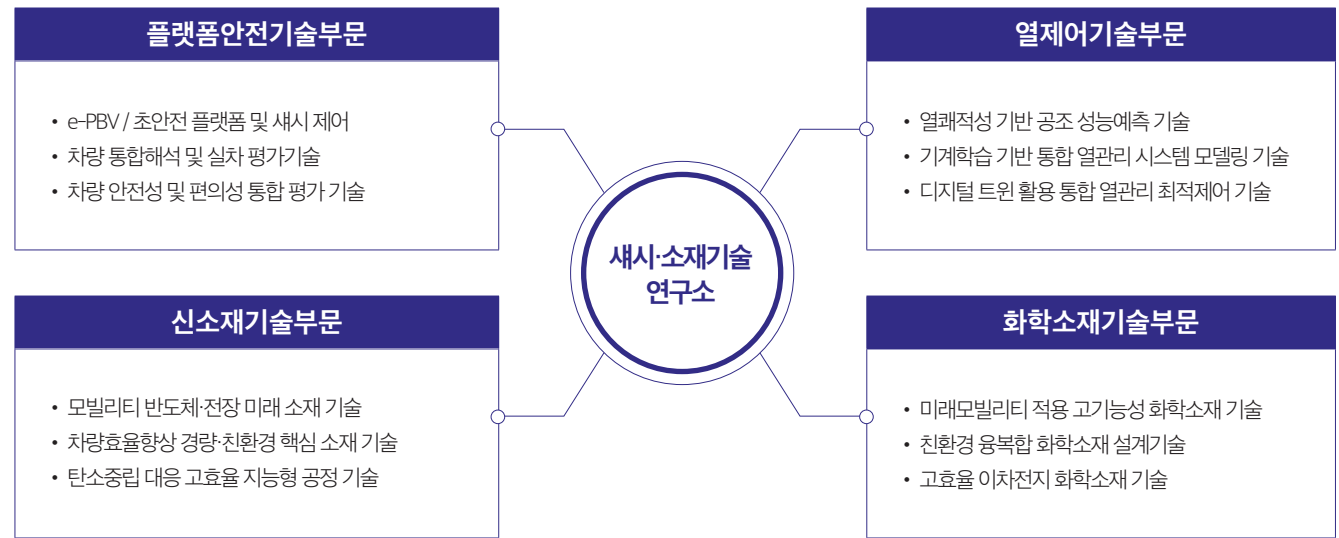 플랫폼안전기술부문
• e-PBV / 초안전 플랫폼 및 섀시 제어
• 차량 통합해석 및 실차 평가기술
• 차량 안전성 및 편의성 통합 평가 기술
열제어기술부문
• 열쾌적성 기반 공조 성능예측 기술
• 기계학습 기반 통합 열관리 시스템 모델링 기술
• 디지털 트윈 활용 통합 열관리 최적제어 기술
섀시·소재기술
연구소
신소재기술부문
• 모빌리티 반도체·전장 미래 소재 기술
• 차량효율향상 경량·친환경 핵심 소재 기술
• 탄소중립 대응 고효율 지능형 공정 기술
화학소재기술부문
• 미래모빌리티 적용 고기능성 화학소재 기술
• 친환경 융복합 화학소재 설계기술
• 고효율 이차전지 화학소재 기술